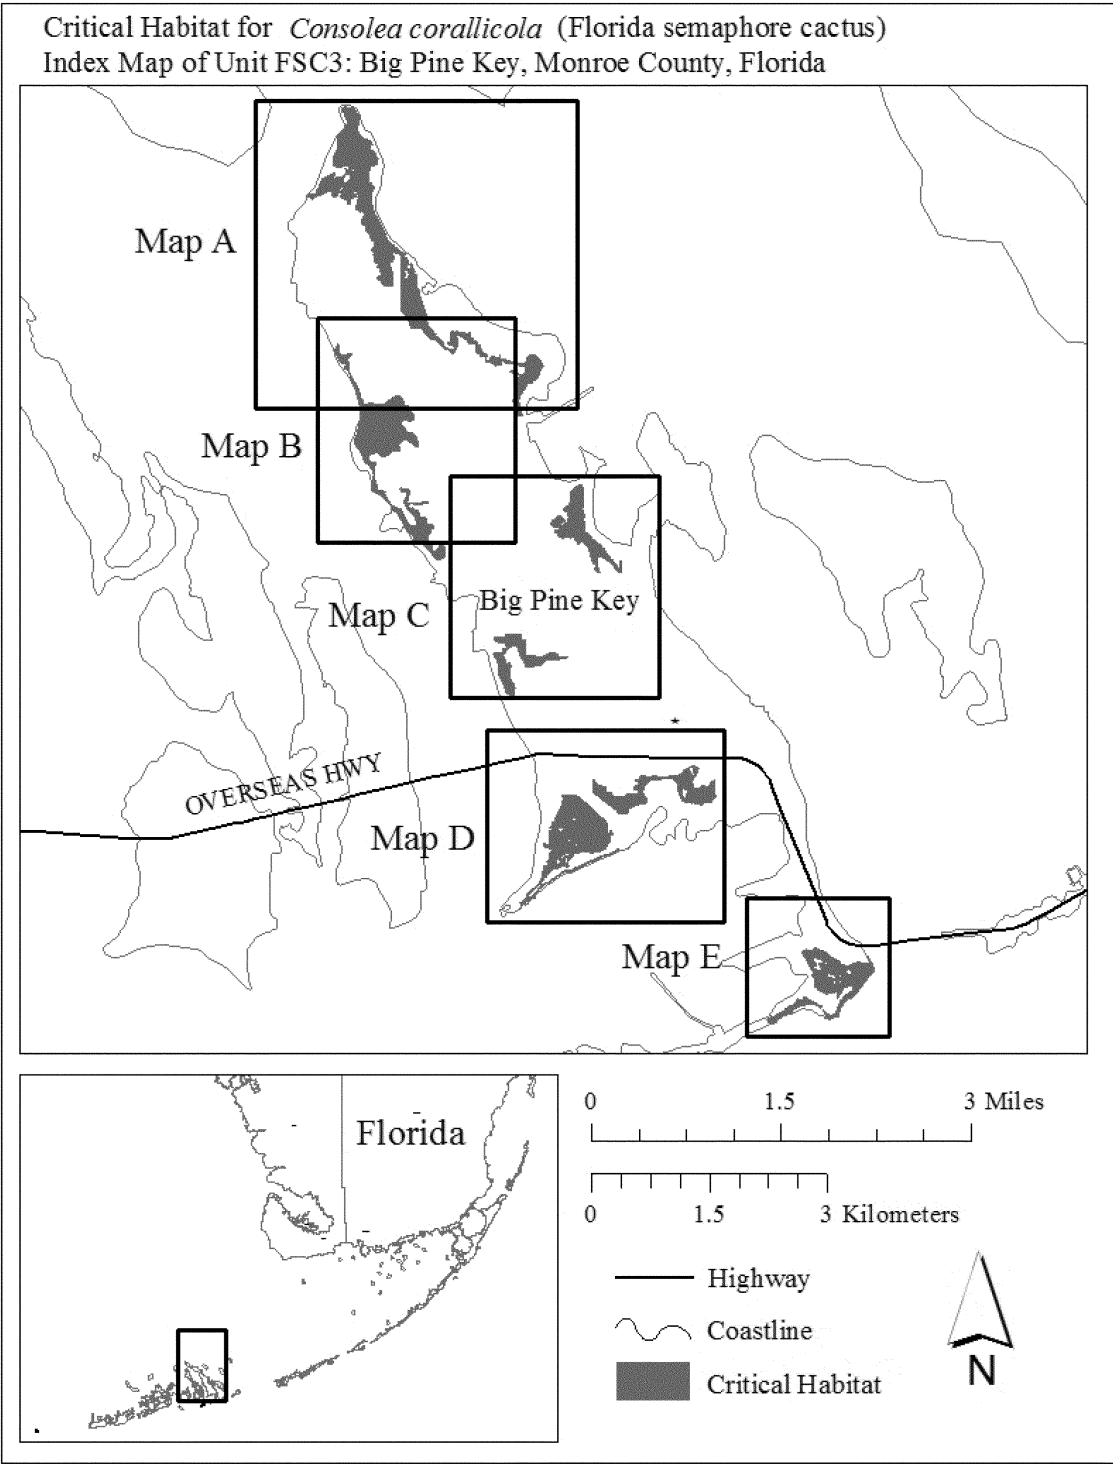 Critical Habitat for Consolea corallicola (Florida semaphore cactus)
Index Map of Unit FSC3: Big Pine Key, Monroe County, Florida
Map A
Map B
Map C
Big Pine Key
OVERSEAS HWY
Map D
Map E
Florida
0 1.5 3 Miles
0 1.5 3 Kilometers
Highway
Coastline
Critical Habitat
N